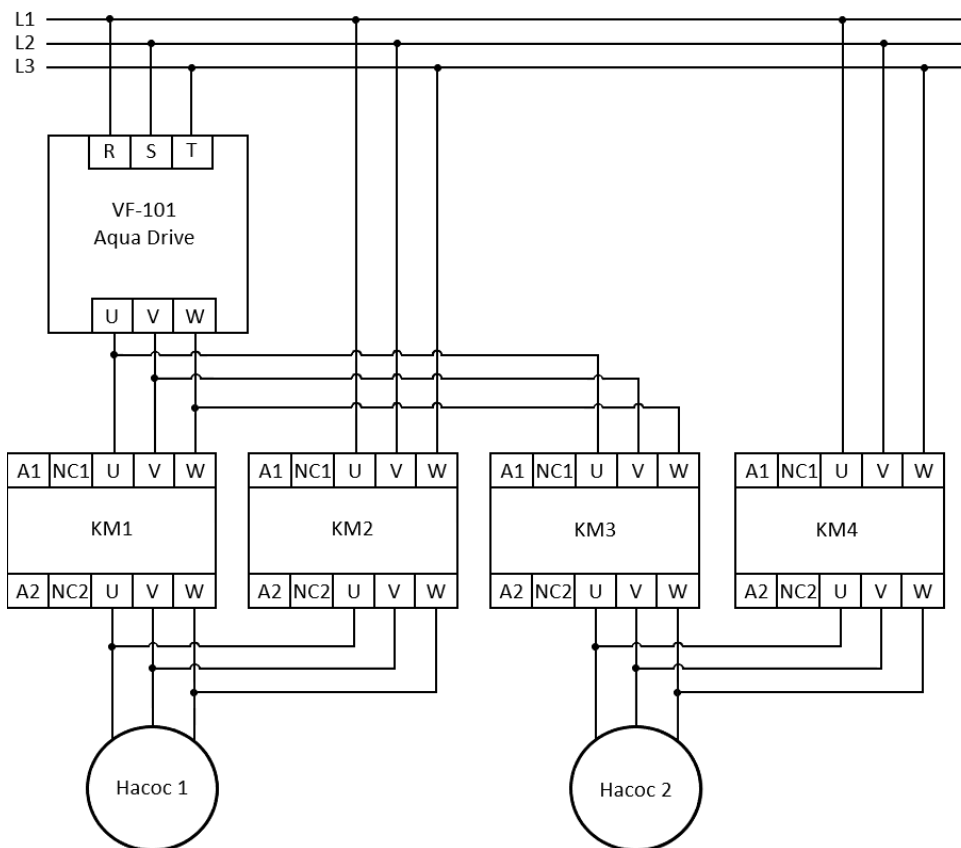 L1
L2
L3
R S T
VF-101
Aqua Drive
U V W
A1 NC1 U V W
KM1
A2 NC2 U V W
A1 NC1 U V W
KM2
A2 NC2 U V W
A1 NC1 U V W
KM3
A2 NC2 U V W
A1 NC1 U V W
KM4
A2 NC2 U V W
Насос 1
Насос 2